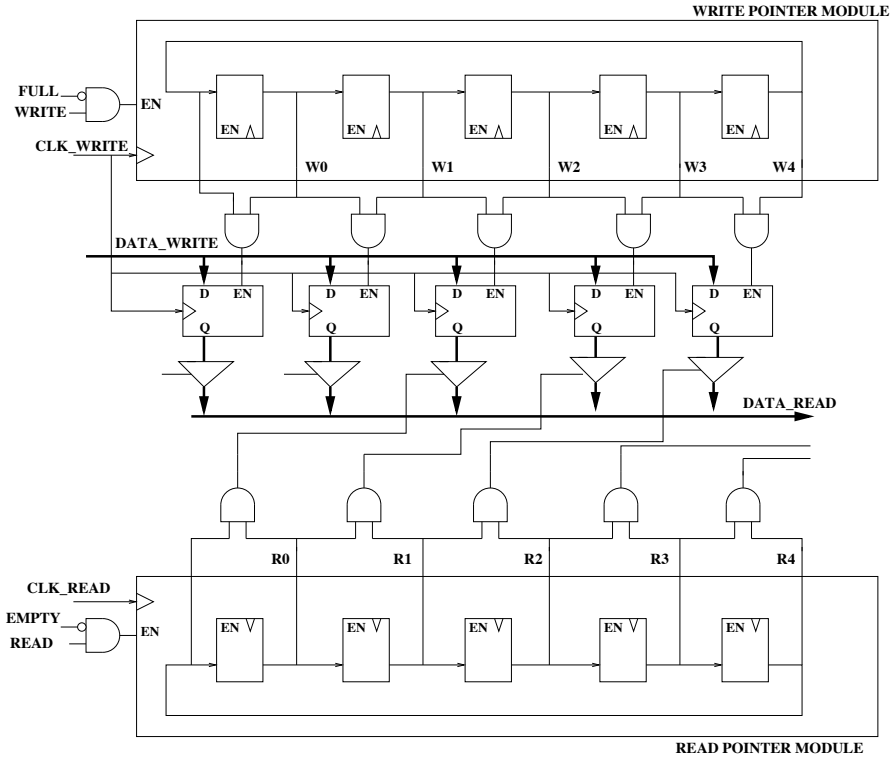 WRITE POINTER MODULE
FULL
WRITE
EN
CLK_WRITE
EN EN EN EN EN
W0 W1 W2 W3 W4
DATA_WRITE
D EN D EN D EN D EN D EN
Q Q Q Q Q
DATA_READ
R0 R1 R2 R3 R4
CLK_READ
EMPTY
READ
EN
EN EN EN EN EN
READ POINTER MODULE